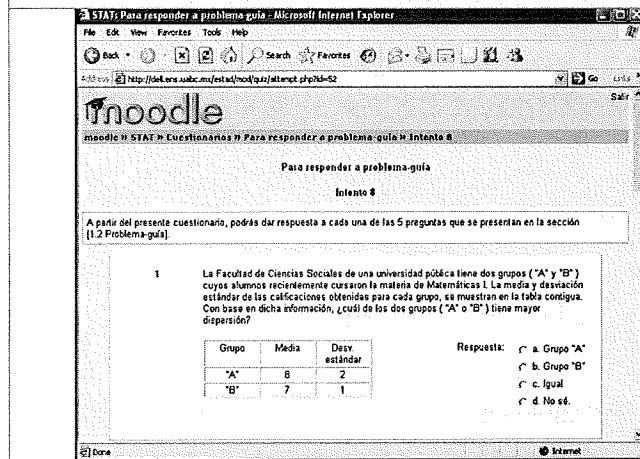 STAT: Para responder a problema-guía - Microsoft Internet Explorer
File Edit View Favorites Tools Help
Back Search Favorites
Address http://del.ens.uabc.mx/estad/mod/quiz/attempt.php?id=52 Go Links
Salir
moodle
moodle » STAT » Cuestionarios » Para responder a problema-guía » Intento 8
Para responder a problema-guía
Intento 8
A partir del presente cuestionario, podrás dar respuesta a cada una de las 5 preguntas que se presentan en la sección
[1.2 Problema-guía].
1 La Facultad de Ciencias Sociales de una universidad pública tiene dos grupos ( "A" y "B" )
cuyos alumnos recientemente cursaron la materia de Matemáticas I. La media y desviación
estándar de las calificaciones obtenidas para cada grupo, se muestran en la tabla contigua.
Con base en dicha información, ¿cuál de los dos grupos ( "A" o "B" ) tiene mayor
dispersión?
Grupo Media Desv.
estándar
"A" 8 2
"B" 7 1
Respuesta: a. Grupo "A"
b. Grupo "B"
c. Igual
d. No sé.
Done Internet